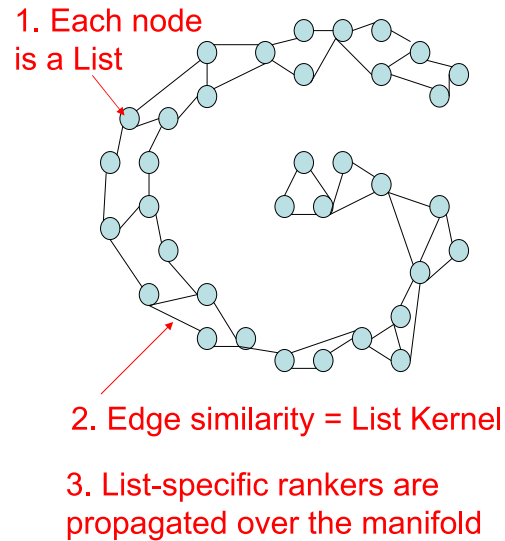 1. Each node
is a List
2. Edge similarity = List Kernel
3. List-specific rankers are
propagated over the manifold